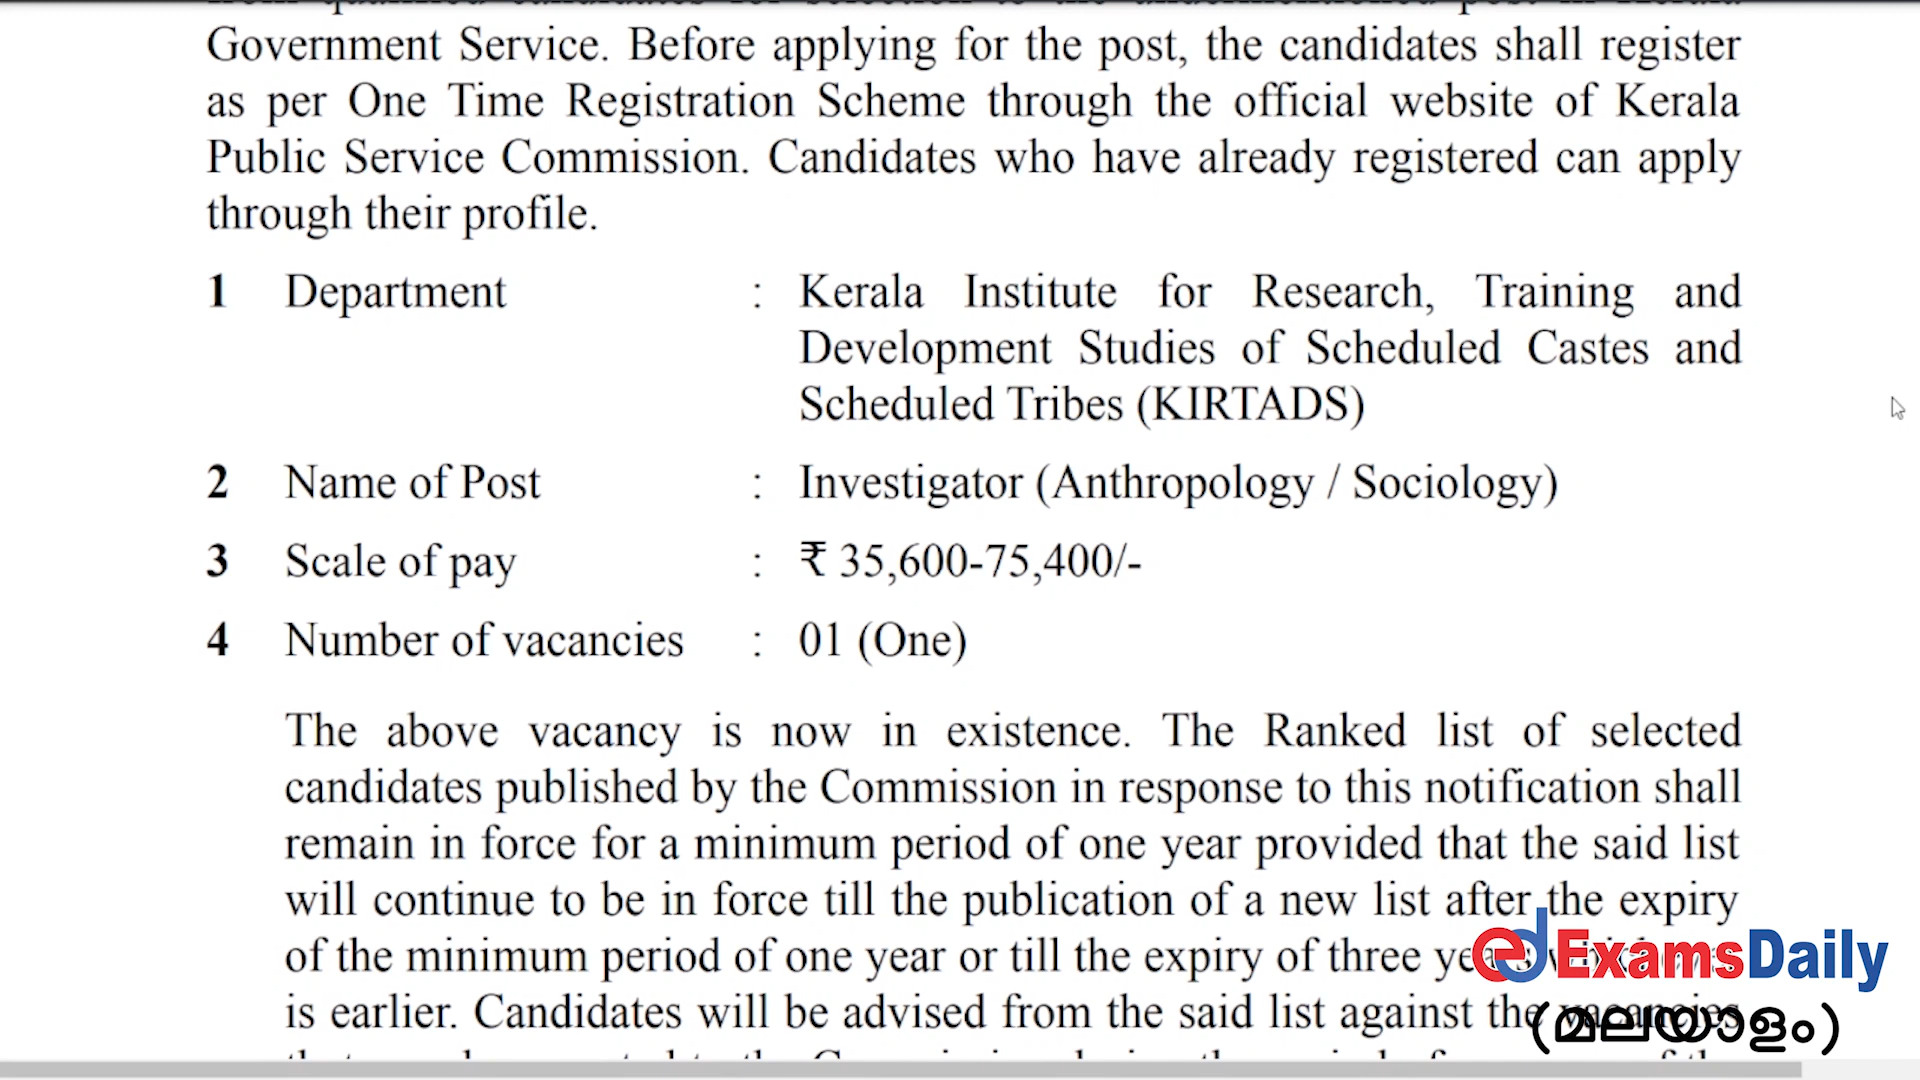 Government Service. Before applying for the post, the candidates shall register
as per One Time Registration Scheme through the official website of Kerala
Public Service Commission. Candidates who have already registered can apply
through their profile.
1 Department : Kerala Institute for Research, Training and
Development Studies of Scheduled Castes and
Scheduled Tribes (KIRTADS)
2 Name of Post : Investigator (Anthropology / Sociology)
3 Scale of pay : ₹ 35,600-75,400/-
4 Number of vacancies : 01 (One)
The above vacancy is now in existence. The Ranked list of selected
candidates published by the Commission in response to this notification shall
remain in force for a minimum period of one year provided that the said list
will continue to be in force till the publication of a new list after the expiry
of the minimum period of one year or till the expiry of three
is earlier. Candidates will be advised from the said list against the vacancies
ExamsDaily
(മലയാളം)